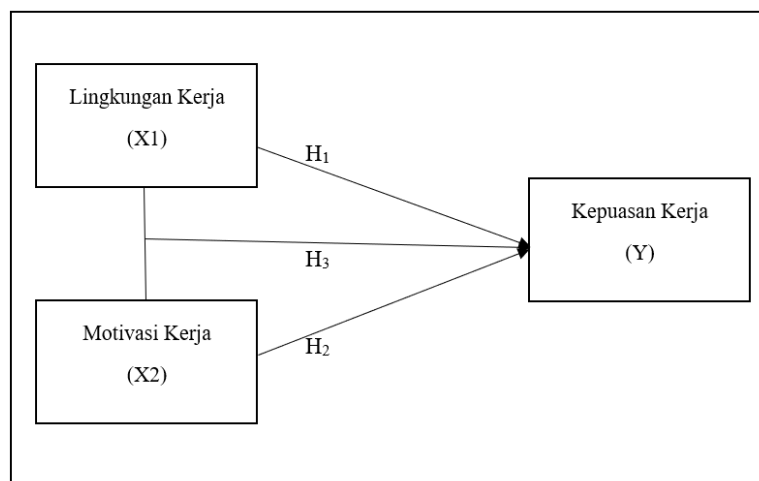 Lingkungan Kerja
(X1)
H₁
Kepuasan Kerja
(Y)
H₃
Motivasi Kerja
(X2)
H₂